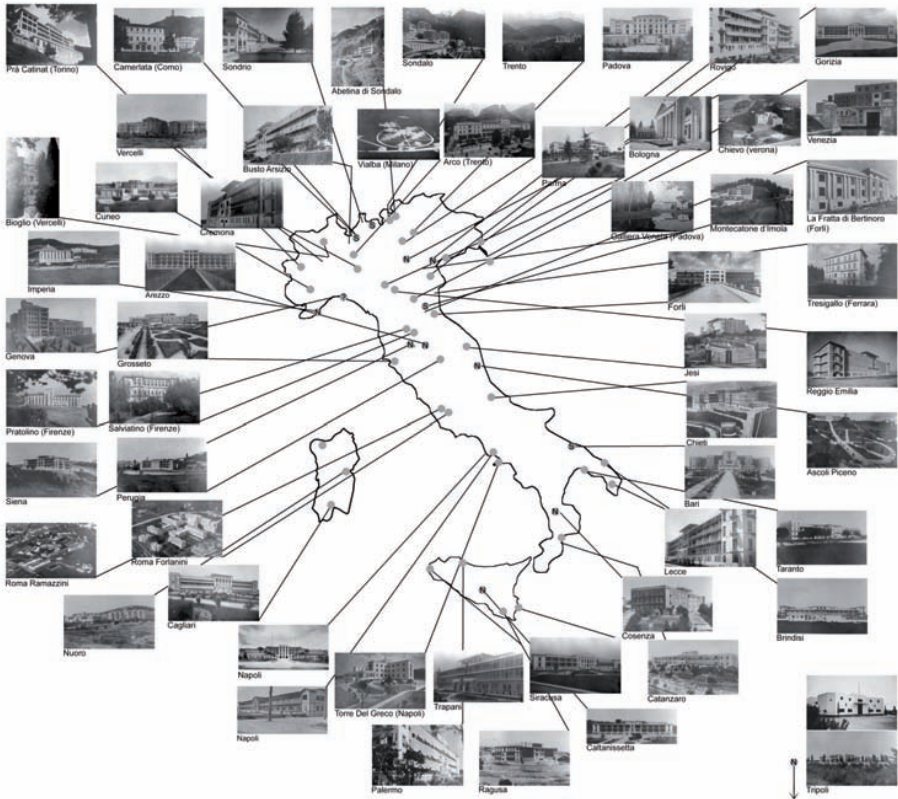 Prà Catinat (Torino)
Camerlata (Como)
Sondrio
Abetina di Sondalo
Sondalo
Trento
Padova
Rovigo
Gorizia
Vercelli
Busto Arsizio
Vialba (Milano)
Arco (Trento)
Parma
Bologna
Chievo (verona)
Venezia
Bioglio (Vercelli)
Cuneo
Cremona
Galliera Veneta (Padova)
Montecatone d'Imola
La Fratta di Bertinoro
(Forlì)
Imperia
Arezzo
Forlì
Tresigallo (Ferrara)
Genova
Grosseto
Jesi
Reggio Emilia
Pratolino (Firenze)
Salviatino (Firenze)
Chieti
Ascoli Piceno
Siena
Perugia
Bari
Roma Ramazzini
Roma Forlanini
Lecce
Taranto
Nuoro
Cagliari
Cosenza
Brindisi
Napoli
Napoli
Torre Del Greco (Napoli)
Trapani
Siracusa
Catanzaro
Caltanissetta
Palermo
Ragusa
Tripoli
S
S
N
N
S
N
N
N
N
N
N